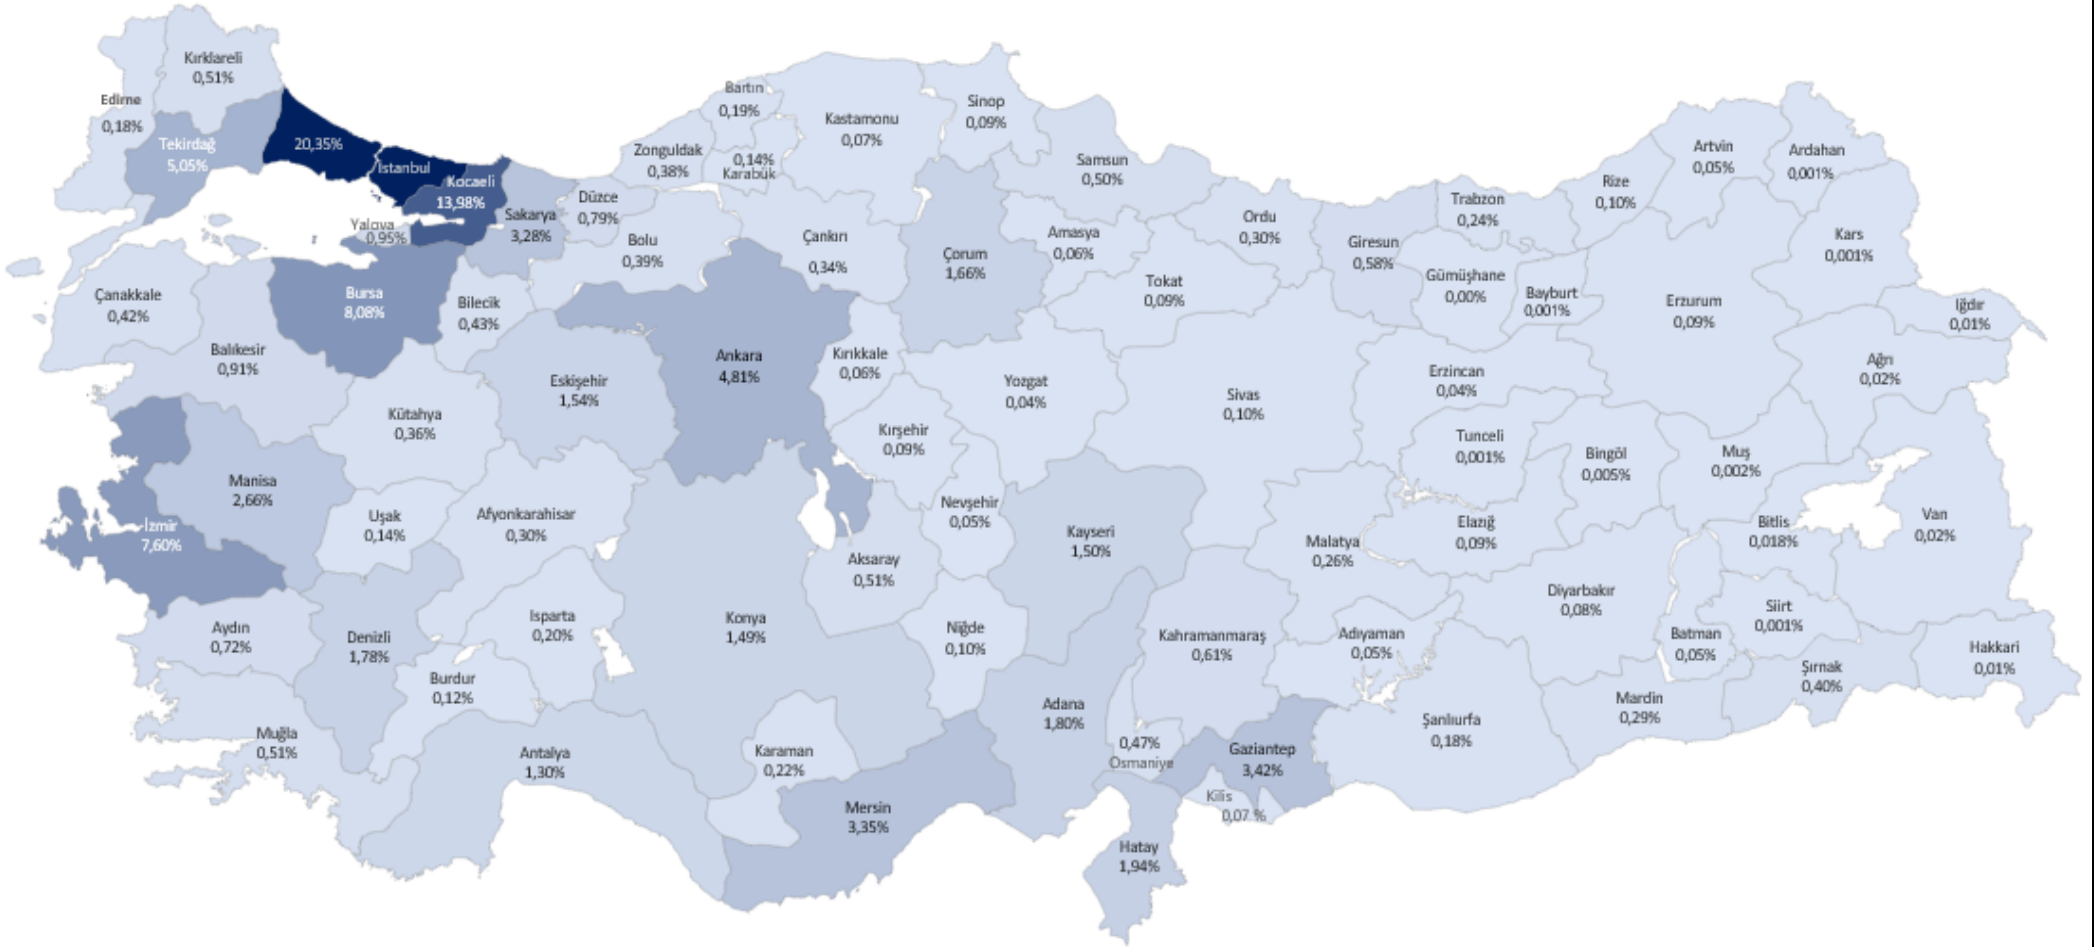 Kırklareli
0,51%
Edirne
0,18%
Tekirdağ
5,05%
20,35%
İstanbul
Kocaeli
13,98%
Yalova
0,95%
Sakarya
3,28%
Düzce
0,79%
Bolu
0,39%
Zonguldak
0,38%
Bartın
0,19%
0,14%
Karabük
Kastamonu
0,07%
Sinop
0,09%
Çankırı
0,34%
Çorum
1,66%
Samsun
0,50%
Amasya
0,06%
Tokat
0,09%
Ordu
0,30%
Giresun
0,58%
Trabzon
0,24%
Gümüşhane
0,00%
Bayburt
0,001%
Rize
0,10%
Artvin
0,05%
Ardahan
0,001%
Kars
0,001%
Erzurum
0,09%
Iğdır
0,01%
Ağrı
0,02%
Çanakkale
0,42%
Balıkesir
0,91%
Bursa
8,08%
Bilecik
0,43%
Eskişehir
1,54%
Kütahya
0,36%
Ankara
4,81%
Kırıkkale
0,06%
Kırşehir
0,09%
Yozgat
0,04%
Sivas
0,10%
Erzincan
0,04%
Tunceli
0,001%
Bingöl
0,005%
Muş
0,002%
Bitlis
0,018%
Van
0,02%
Manisa
2,66%
İzmir
7,60%
Uşak
0,14%
Afyonkarahisar
0,30%
Aksaray
0,51%
Nevşehir
0,05%
Kayseri
1,50%
Malatya
0,26%
Elazığ
0,09%
Diyarbakır
0,08%
Siirt
0,001%
Batman
0,05%
Şırnak
0,40%
Hakkari
0,01%
Aydın
0,72%
Denizli
1,78%
Isparta
0,20%
Burdur
0,12%
Konya
1,49%
Niğde
0,10%
Kahramanmaraş
0,61%
Adıyaman
0,05%
Mardin
0,29%
Şanlıurfa
0,18%
Muğla
0,51%
Antalya
1,30%
Karaman
0,22%
Mersin
3,35%
Adana
1,80%
0,47%
Osmaniye
Gaziantep
3,42%
Kilis
0,07 %
Hatay
1,94%